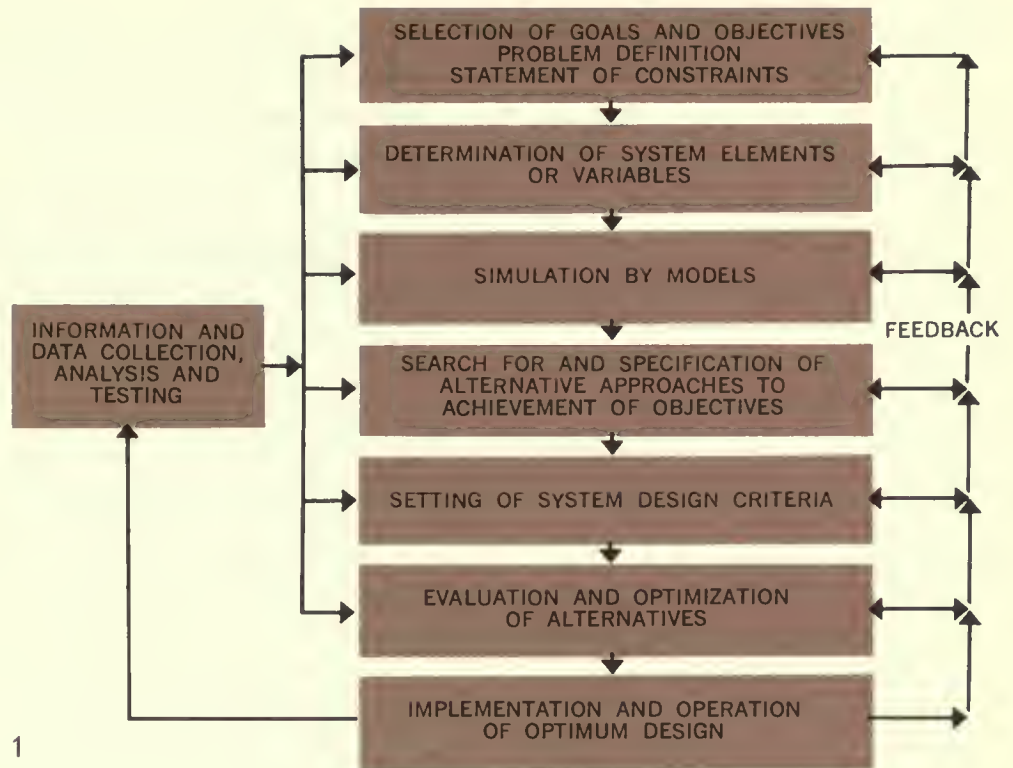 SELECTION OF GOALS AND OBJECTIVES
PROBLEM DEFINITION
STATEMENT OF CONSTRAINTS
DETERMINATION OF SYSTEM ELEMENTS
OR VARIABLES
SIMULATION BY MODELS
INFORMATION AND
DATA COLLECTION,
ANALYSIS AND
TESTING
FEEDBACK
SEARCH FOR AND SPECIFICATION OF
ALTERNATIVE APPROACHES TO
ACHIEVEMENT OF OBJECTIVES
SETTING OF SYSTEM DESIGN CRITERIA
EVALUATION AND OPTIMIZATION
OF ALTERNATIVES
IMPLEMENTATION AND OPERATION
OF OPTIMUM DESIGN
1